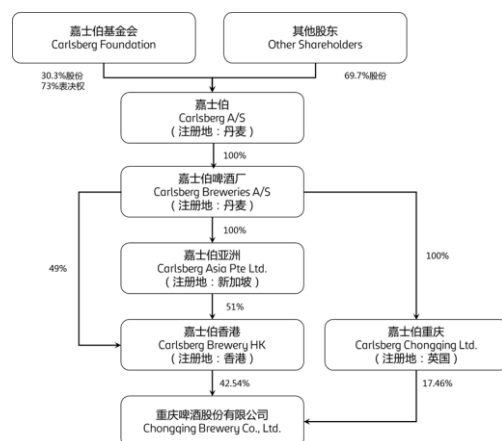 嘉士伯基金会
Carlsberg Foundation
其他股东
Other Shareholders
30.3%股份
73%表决权
69.7%股份
嘉士伯
Carlsberg A/S
（注册地：丹麦）
100%
嘉士伯啤酒厂
Carlsberg Breweries A/S
（注册地：丹麦）
100%
49%
100%
嘉士伯亚洲
Carlsberg Asia Pte Ltd.
（注册地：新加坡）
51%
嘉士伯香港
Carlsberg Brewery HK
（注册地：香港）
嘉士伯重庆
Carlsberg Chongqing Ltd.
（注册地：英国）
42.54%
17.46%
重庆啤酒股份有限公司
Chongqing Brewery Co., Ltd.